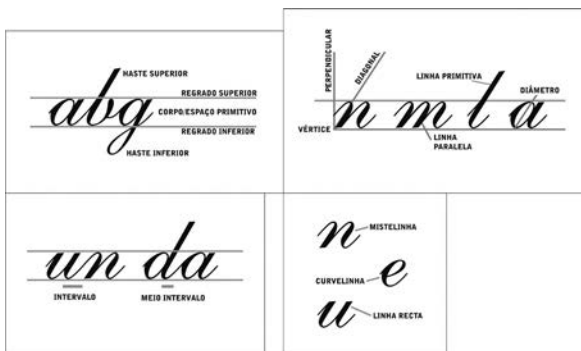 HASTE SUPERIOR
REGRADO SUPERIOR
abg
CORPO/ESPAÇO PRIMITIVO
REGRADO INFERIOR
HASTE INFERIOR
PERPENDICULAR
DIAGONAL
LINHA PRIMITIVA
DIÂMETRO
n m l a
VÉRTICE
LINHA
PARALELA
un da
INTERVALO
MEIO INTERVALO
n
MISTELINHA
CURVELINHA
e
u
LINHA RECTA